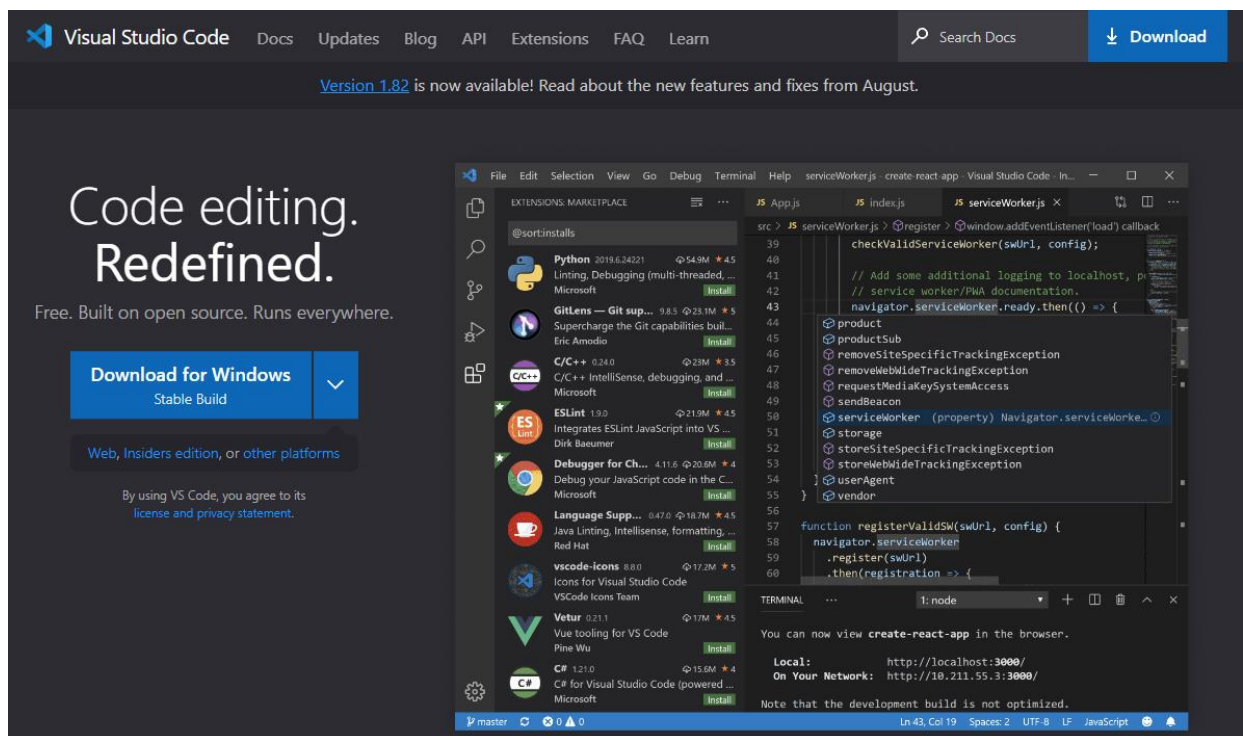 Visual Studio Code Docs Updates Blog API Extensions FAQ Learn Search Docs Download
Version 1.82 is now available! Read about the new features and fixes from August.
Code editing.
Redefined.
Free. Built on open source. Runs everywhere.
Download for Windows
Stable Build
Web, Insiders edition, or other platforms
By using VS Code, you agree to its
license and privacy statement.
File Edit Selection View Go Debug Terminal Help serviceWorker.js - create-react-app - Visual Studio Code - In...
EXTENSIONS: MARKETPLACE
@sort:installs
Python 2019.6.24221 54.9M ★ 4.5
Linting, Debugging (multi-threaded, ...
Microsoft Install
GitLens — Git sup... 9.8.5 23.1M ★ 5
Supercharge the Git capabilities buil...
Eric Amodio Install
C/C++ 0.24.0 23M ★ 3.5
C/C++ IntelliSense, debugging, and ...
Microsoft Install
ESLint 1.9.0 21.9M ★ 4.5
Integrates ESLint JavaScript into VS ...
Dirk Baeumer Install
Debugger for Ch... 4.11.6 20.6M ★ 4
Debug your JavaScript code in the C...
Microsoft Install
Language Supp... 0.47.0 18.7M ★ 4.5
Java Linting, Intellisense, formatting, ...
Red Hat Install
vscode-icons 8.8.0 17.2M ★ 5
Icons for Visual Studio Code
VSCode Icons Team Install
Vetur 0.21.1 17M ★ 4.5
Vue tooling for VS Code
Pine Wu Install
C# 1.21.0 15.6M ★ 4
C# for Visual Studio Code (powered ...
Microsoft Install
C/C++
ES
Lint
C#
JS App.js JS index.js JS serviceWorker.js
src > JS serviceWorker.js > register > window.addEventListener('load') callback
39 checkValidServiceWorker(swUrl, config);
40
41 // Add some additional logging to localhost, p
42 // service worker/PWA documentation.
43 navigator.serviceWorker.ready.then(() => {
44 product
45 productSub
46 removeSiteSpecificTrackingException
47 removeWebWideTrackingException
48 requestMediaKeySystemAccess
49 sendBeacon
50 serviceWorker (property) Navigator.serviceWorke...
51 storage
52 storeSiteSpecificTrackingException
53 storeWebWideTrackingException
54 } userAgent
55 } vendor
56
57 function registerValidSW(swUrl, config) {
58 navigator.serviceWorker
59 .register(swUrl)
60 .then(registration => {
TERMINAL ... 1: node
You can now view create-react-app in the browser.
Local: http://localhost:3000/
On Your Network: http://10.211.55.3:3000/
Note that the development build is not optimized.
master 0 0 Ln 43, Col 19 Spaces: 2 UTF-8 LF JavaScript